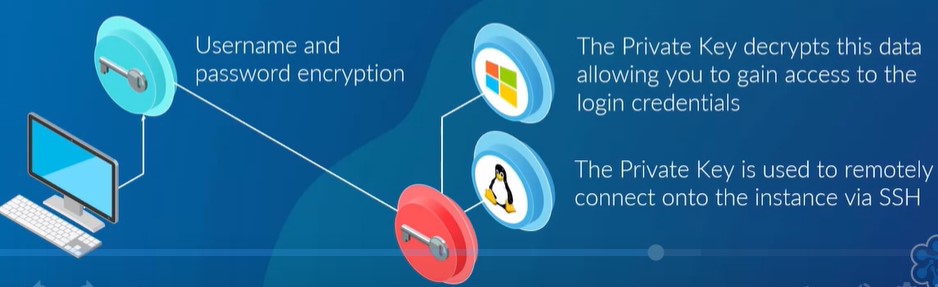 Username and
password encryption
The Private Key decrypts this data
allowing you to gain access to the
login credentials
The Private Key is used to remotely
connect onto the instance via SSH